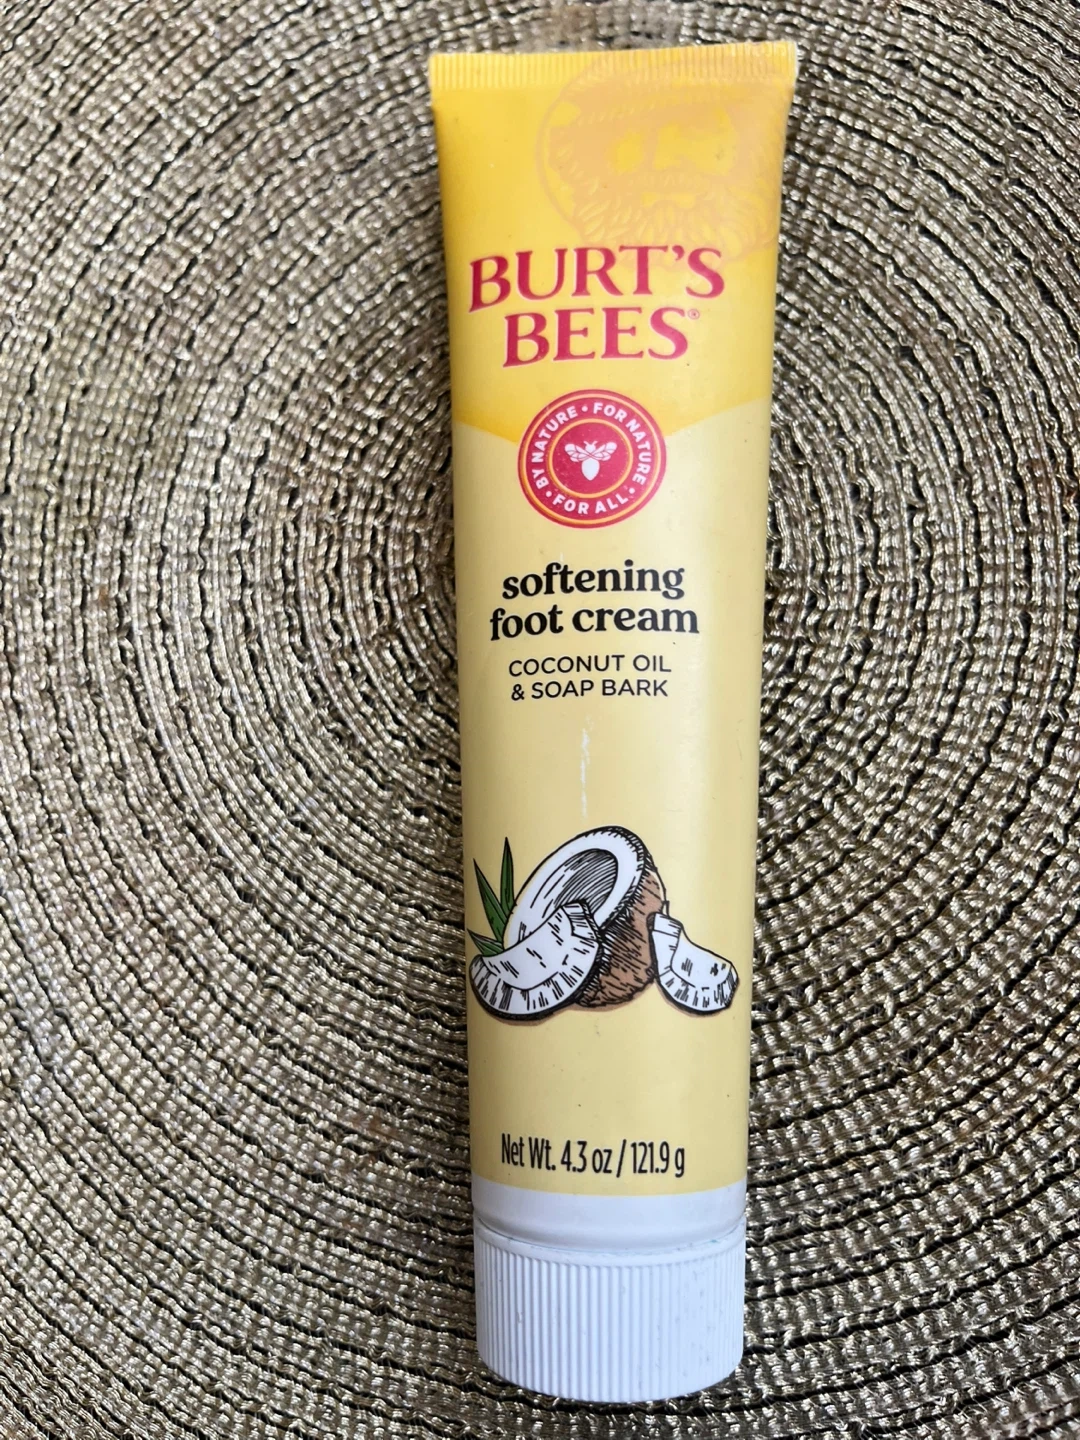 BURT'S
BEES®
BY NATURE • FOR NATURE • FOR ALL •
softening
foot cream
COCONUT OIL
& SOAP BARK
Net Wt. 4.3 oz / 121.9 g